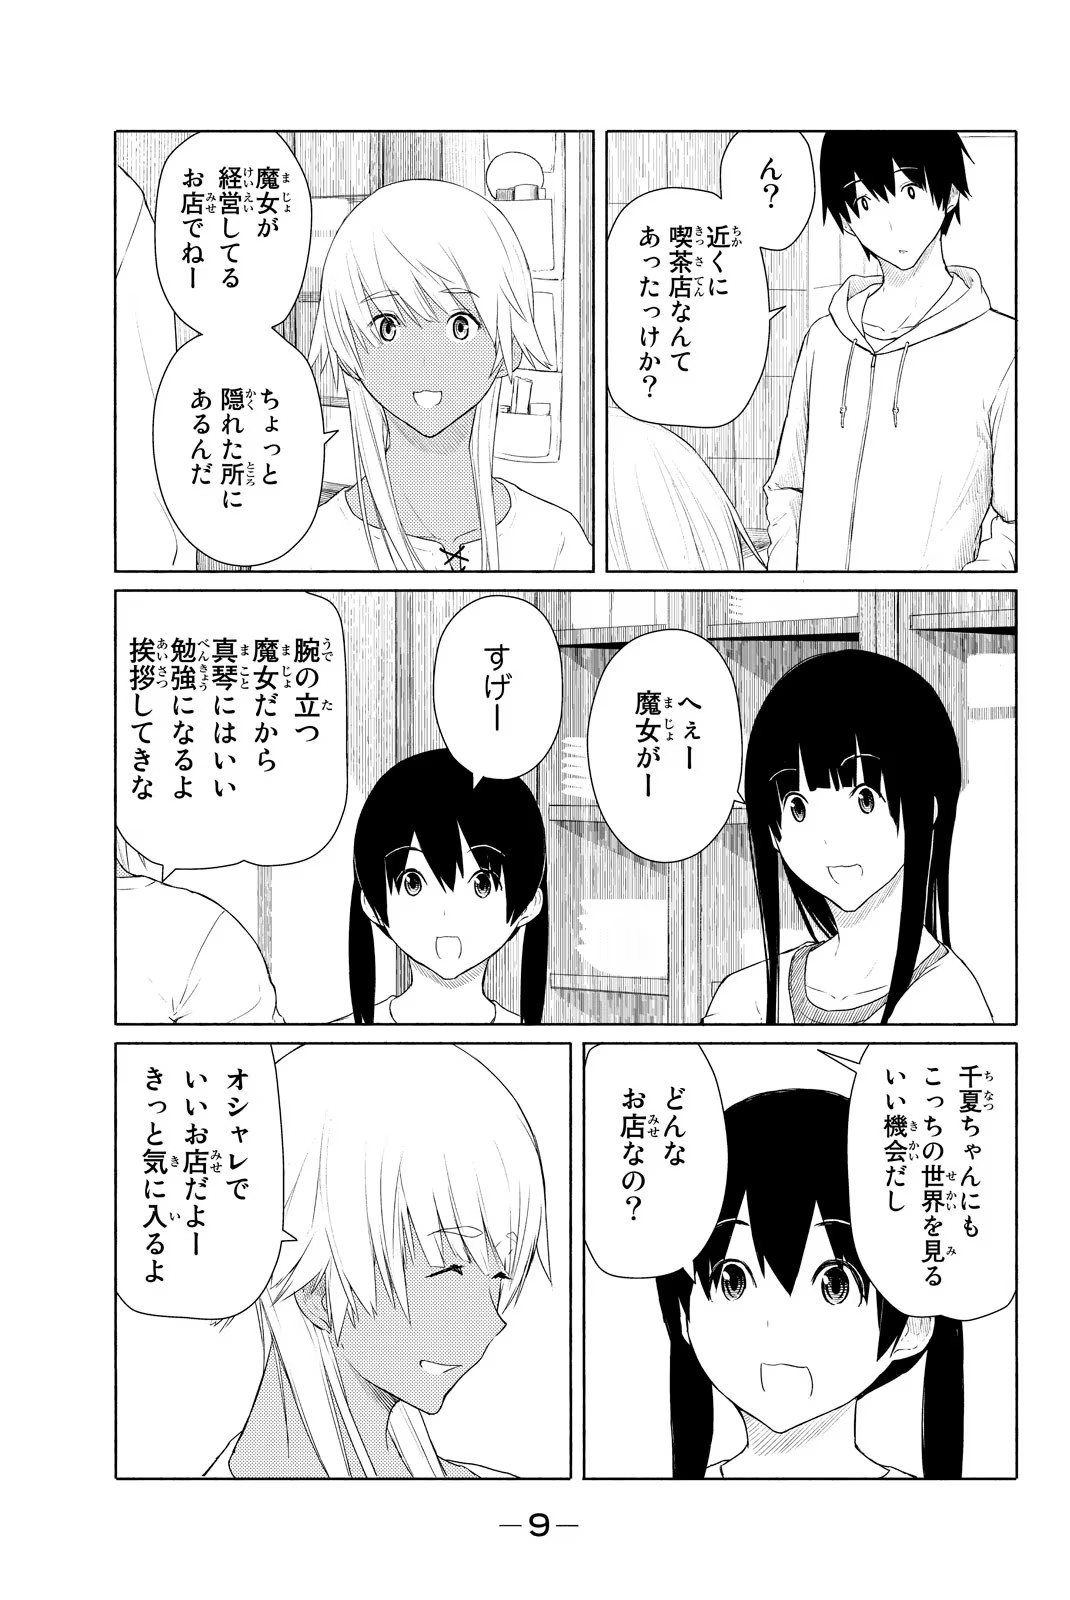 ん？
近くに
喫茶店なんて
あったっけか？
魔女が
経営してる
お店でねー
ちょっと
隠れた所に
あるんだ
へぇー
魔女がー
すげー
腕の立つ
魔女だから
真琴にはいい
勉強になるよ
挨拶してきな
千夏ちゃんにも
こっちの世界を見る
いい機会だし
どんな
お店なの？
オシャレで
いいお店だよー
きっと気に入るよ
—9—